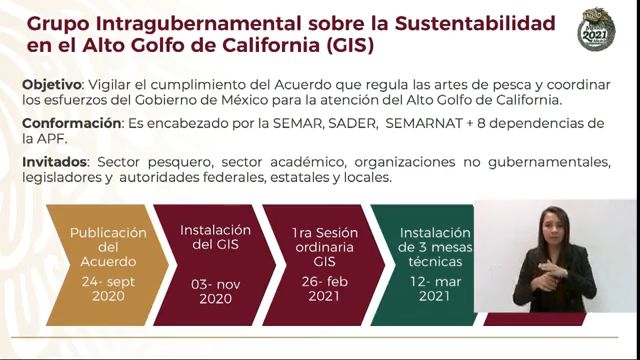 Grupo Intragubernamental sobre la Sustentabilidad
en el Alto Golfo de California (GIS)
2021
Objetivo: Vigilar el cumplimiento del Acuerdo que regula las artes de pesca y coordinar
los esfuerzos del Gobierno de México para la atención del Alto Golfo de California.
Conformación: Es encabezado por la SEMAR, SADER, SEMARNAT + 8 dependencias de
la APF.
Invitados: Sector pesquero, sector académico, organizaciones no gubernamentales,
legisladores y autoridades federales, estatales y locales.
Publicación
del
Acuerdo
24- sept
2020
Instalación
del GIS
03- nov
2020
1ra Sesión
ordinaria
GIS
26- feb
2021
Instalación
de 3 mesas
técnicas
12- mar
2021